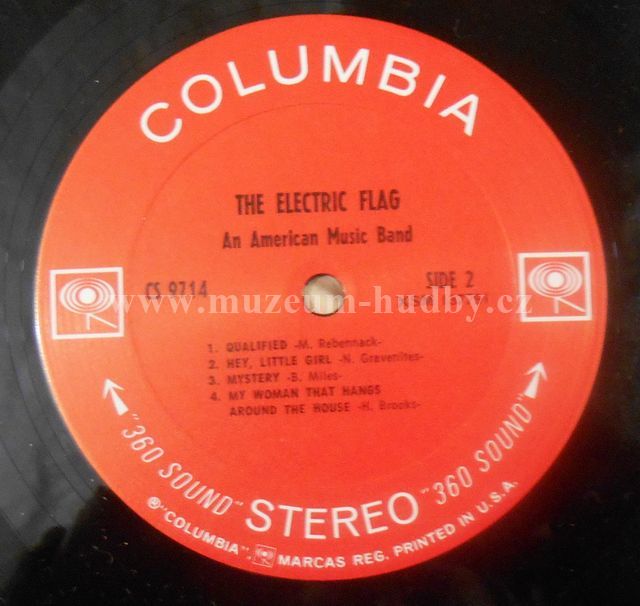 COLUMBIA
THE ELECTRIC FLAG
An American Music Band
CS 9714
SIDE 2
www.muzeum-hudby.cz
1. QUALIFIED -M. Rebennack-
2. HEY, LITTLE GIRL -N. Gravenites-
3. MYSTERY -B. Miles-
4. MY WOMAN THAT HANGS
AROUND THE HOUSE -H. Brooks-
"360 SOUND" STEREO "360 SOUND"
® "COLUMBIA", MARCAS REG. PRINTED IN U.S.A.